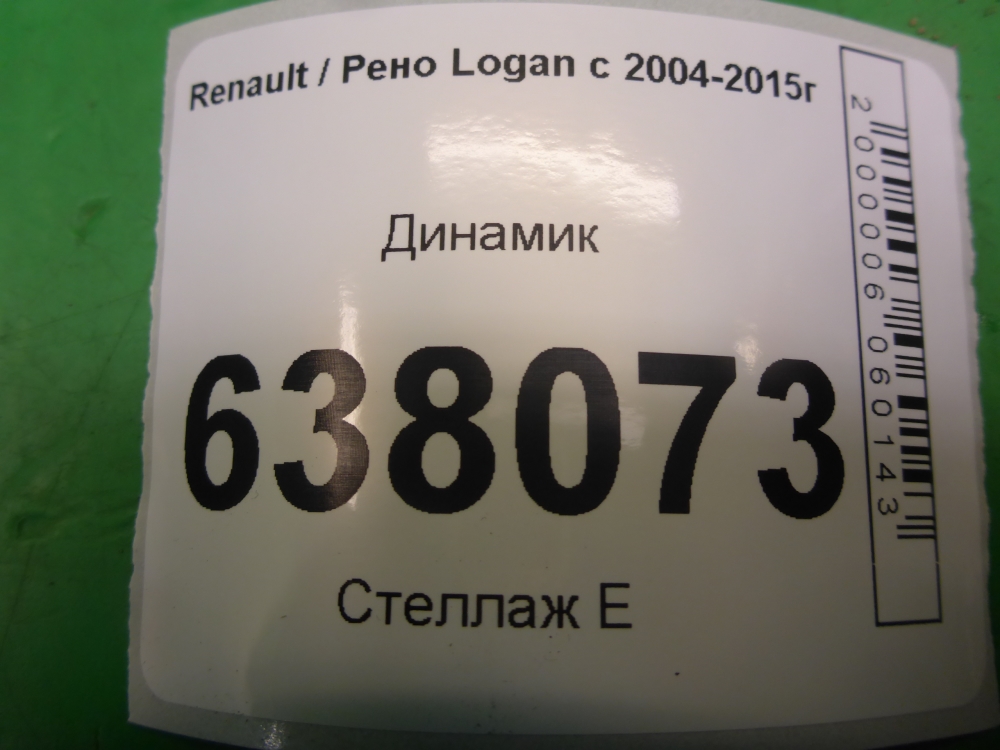 Renault / Рено Logan с 2004-2015г
Динамик
638073
Стеллаж Е
2000006060143